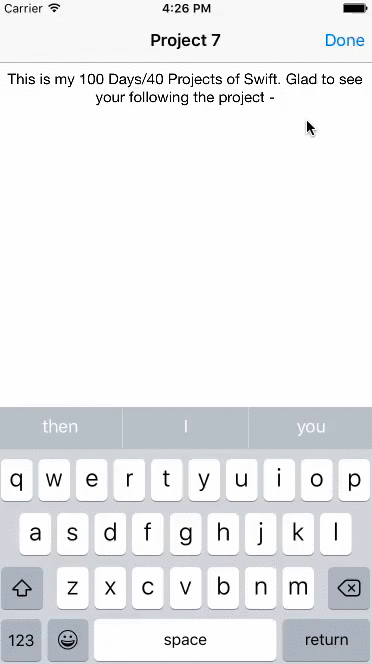 Carrier 4:26 PM
Project 7 Done
This is my 100 Days/40 Projects of Swift. Glad to see
your following the project -
then I you
q w e r t y u i o p
a s d f g h j k l
z x c v b n m
123 space return